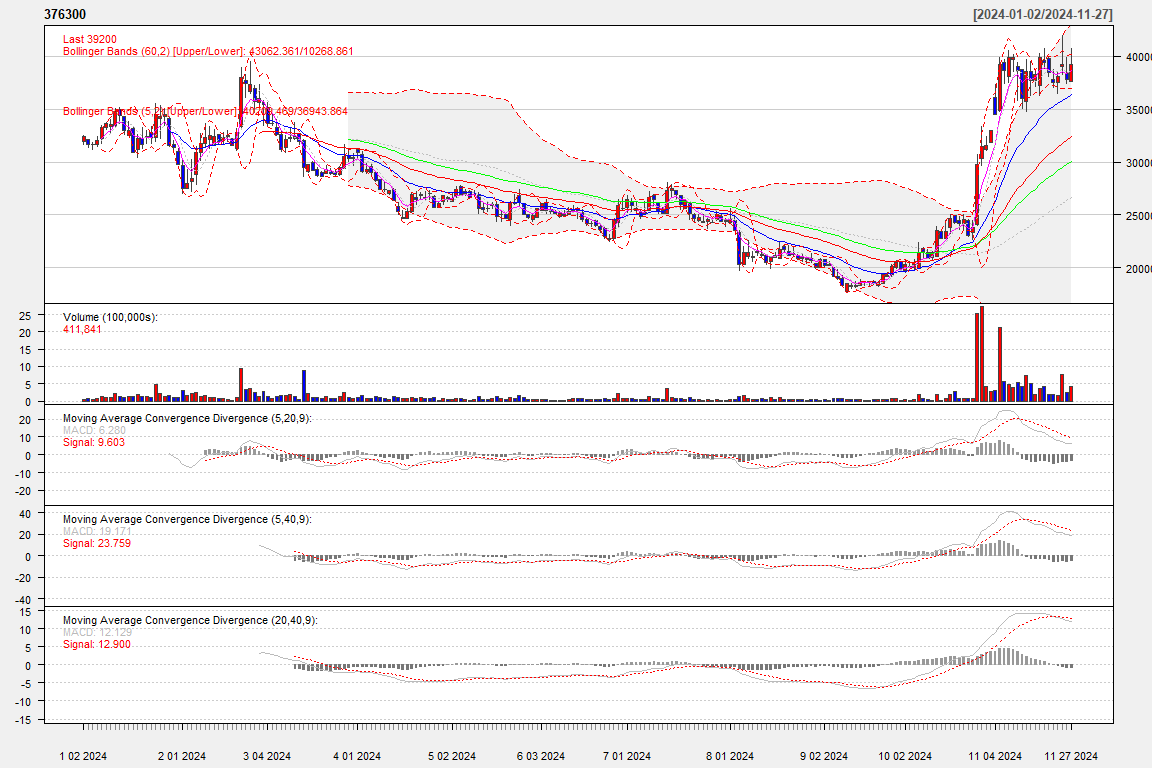 376300
[2024-01-02/2024-11-27]
Last 39200
Bollinger Bands (60,2) [Upper/Lower]: 43062.361/10268.861
Bollinger Bands (5,2) [Upper/Lower]: 40203.469/36943.864
40000
35000
30000
25000
20000
Volume (100,000s):
411,841
25
20
15
10
5
0
Moving Average Convergence Divergence (5,20,9):
MACD: 6.280
Signal: 9.603
20
10
0
-10
-20
Moving Average Convergence Divergence (5,40,9):
MACD: 19.171
Signal: 23.759
40
20
0
-20
-40
Moving Average Convergence Divergence (20,40,9):
MACD: 12.129
Signal: 12.900
15
10
5
0
-5
-10
-15
1 02 2024
2 01 2024
3 04 2024
4 01 2024
5 02 2024
6 03 2024
7 01 2024
8 01 2024
9 02 2024
10 02 2024
11 04 2024
11 27 2024